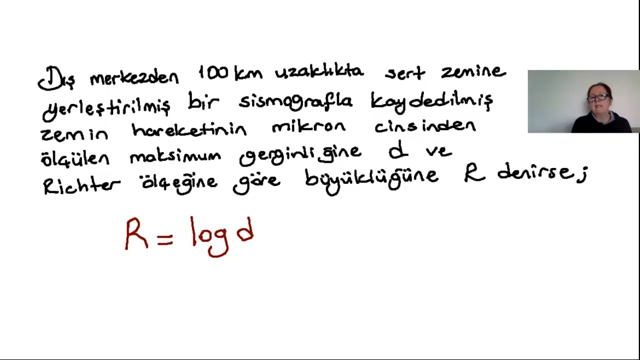 Dış merkezden 100 km uzaklıkta sert zemine
yerleştirilmiş bir sismografla kaydedilmiş
zemin hareketinin mikron cinsinden
ölçülen maksimum gerginliğine d ve
Richter ölçeğine göre büyüklüğüne R denirse;
R = log d